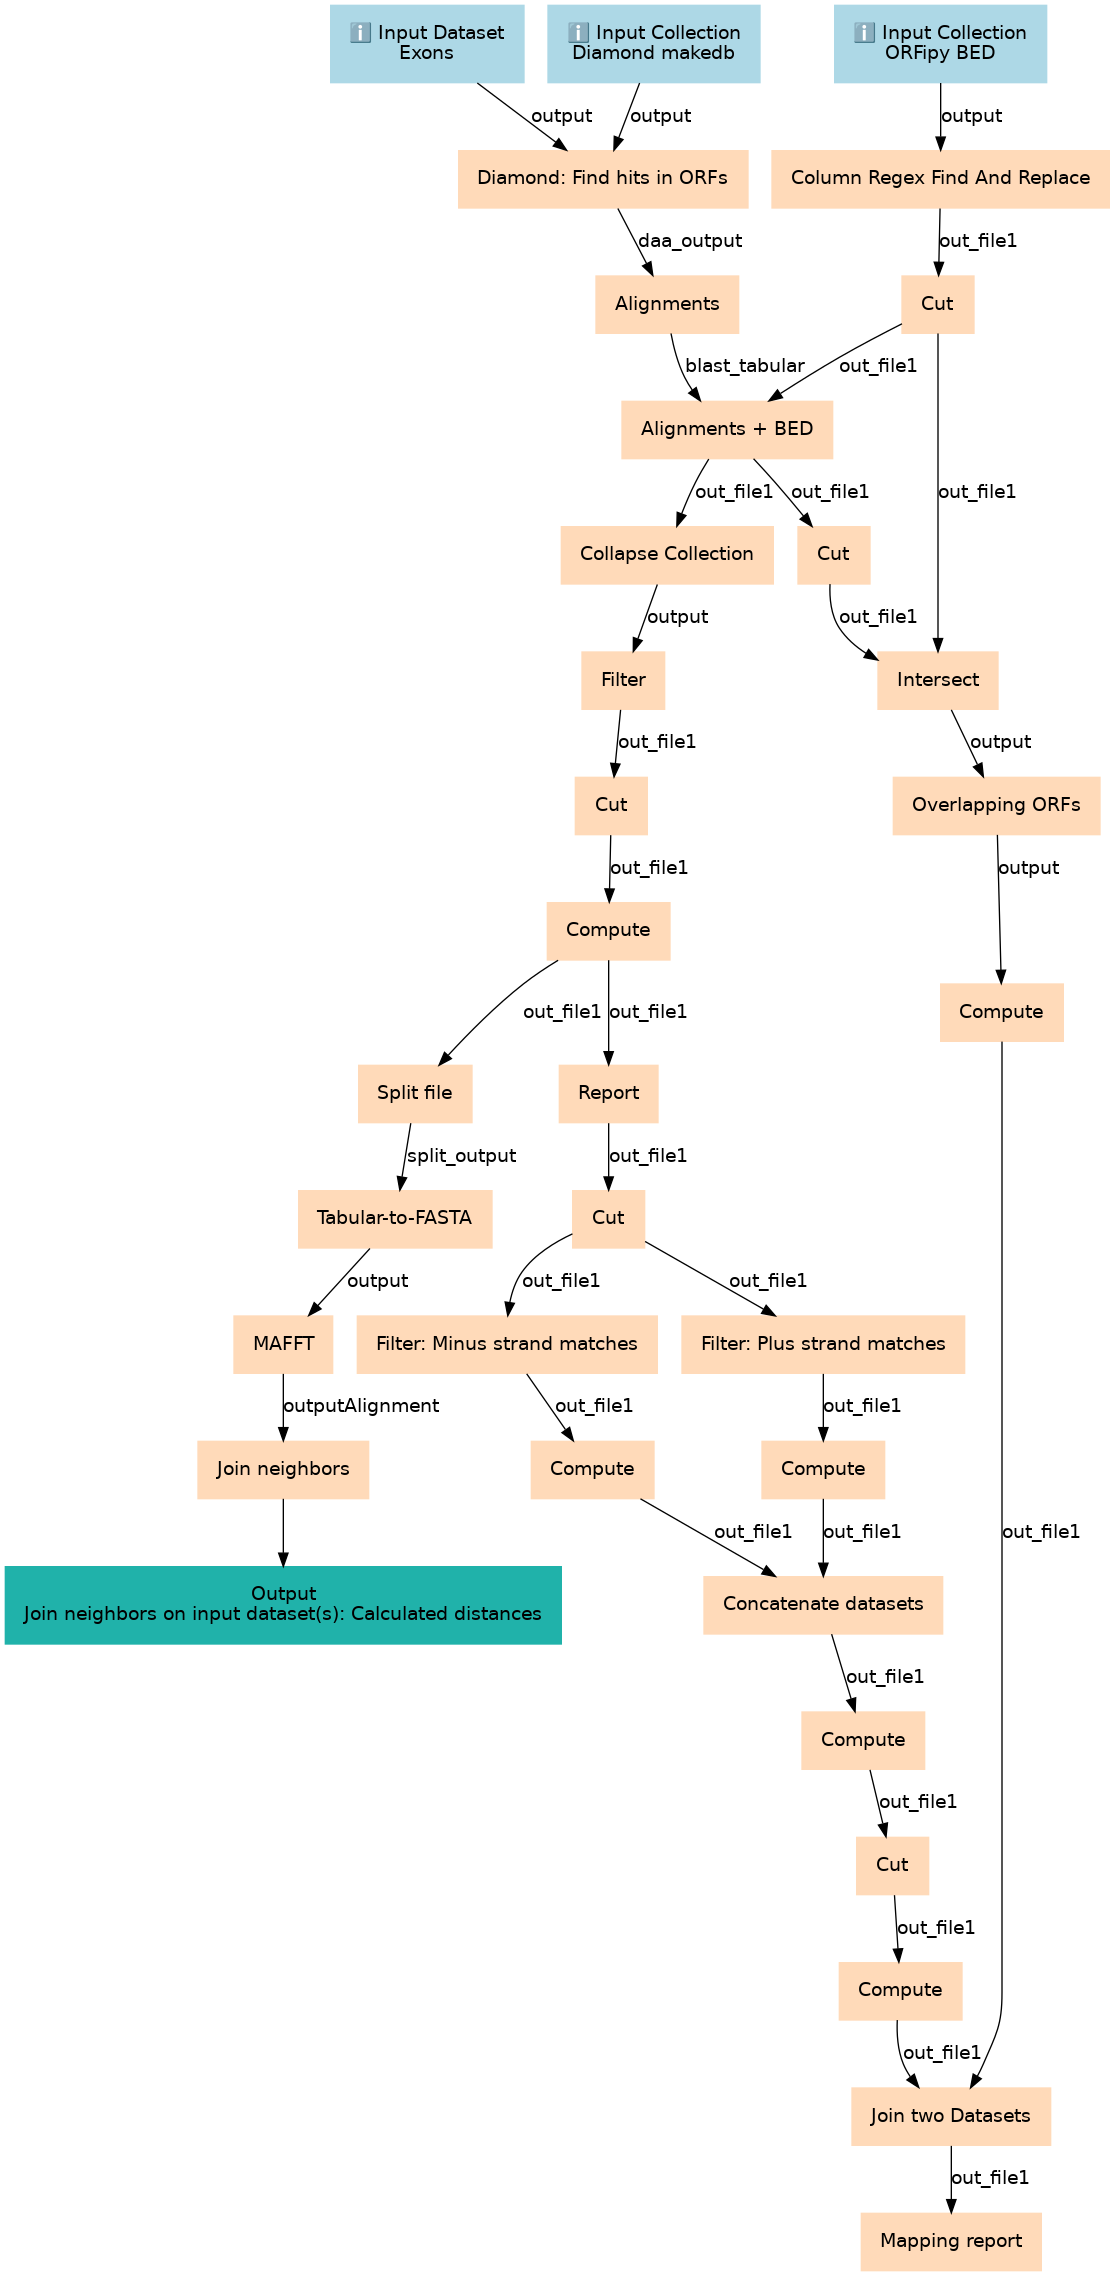 ℹ️ Input Dataset
Exons
ℹ️ Input Collection
Diamond makedb
ℹ️ Input Collection
ORFipy BED
output
output
output
Diamond: Find hits in ORFs
Column Regex Find And Replace
daa_output
out_file1
Alignments
Cut
blast_tabular
out_file1
Alignments + BED
out_file1
out_file1
out_file1
Collapse Collection
Cut
output
out_file1
Filter
Intersect
out_file1
output
Cut
Overlapping ORFs
out_file1
output
Compute
out_file1
out_file1
Compute
Split file
Report
split_output
out_file1
Tabular-to-FASTA
Cut
output
out_file1
out_file1
MAFFT
Filter: Minus strand matches
Filter: Plus strand matches
outputAlignment
out_file1
out_file1
Join neighbors
Compute
Compute
out_file1
out_file1
out_file1
Output
Join neighbors on input dataset(s): Calculated distances
Concatenate datasets
out_file1
Compute
out_file1
Cut
out_file1
Compute
out_file1
Join two Datasets
out_file1
Mapping report